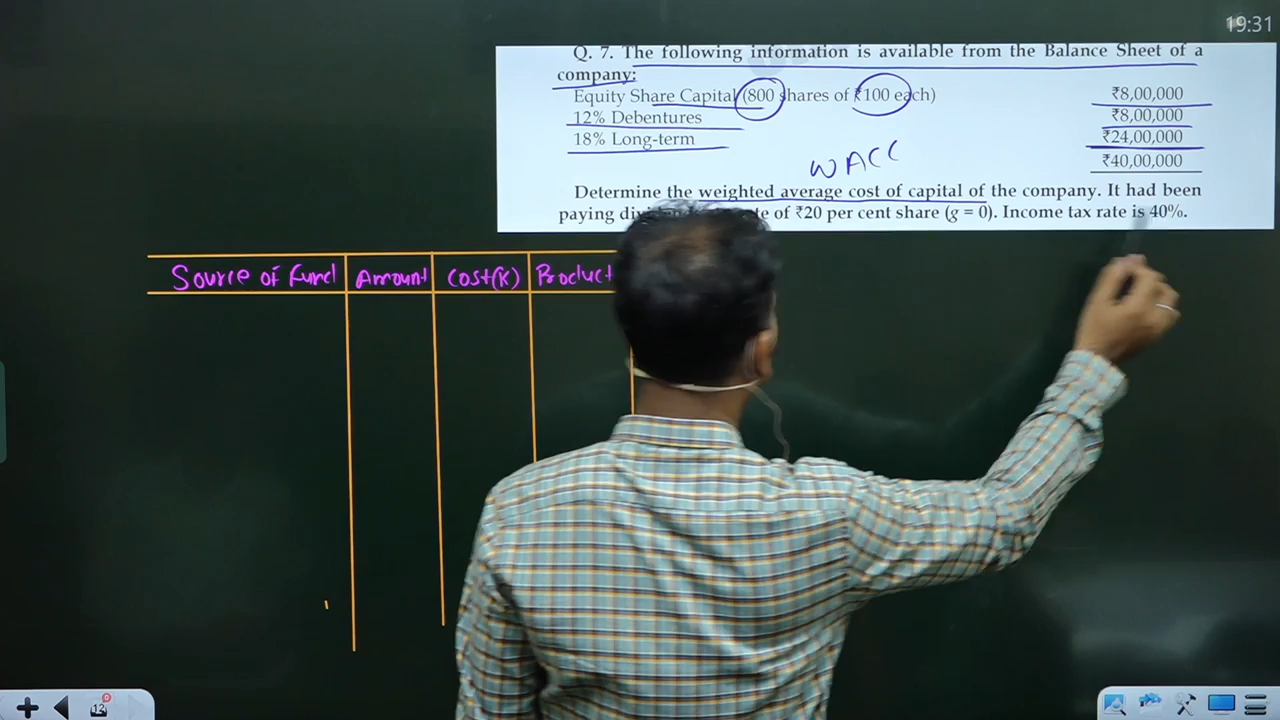 19:31
Q. 7. The following information is available from the Balance Sheet of a
company:
Equity Share Capital (800 shares of ₹100 each) ₹8,00,000
12% Debentures ₹8,00,000
18% Long-term ₹24,00,000
₹40,00,000
WACC
Determine the weighted average cost of capital of the company. It had been
paying of ₹20 per cent share (g = 0). Income tax rate is 40%.
Source of Fund Amount Cost(K) Product
12